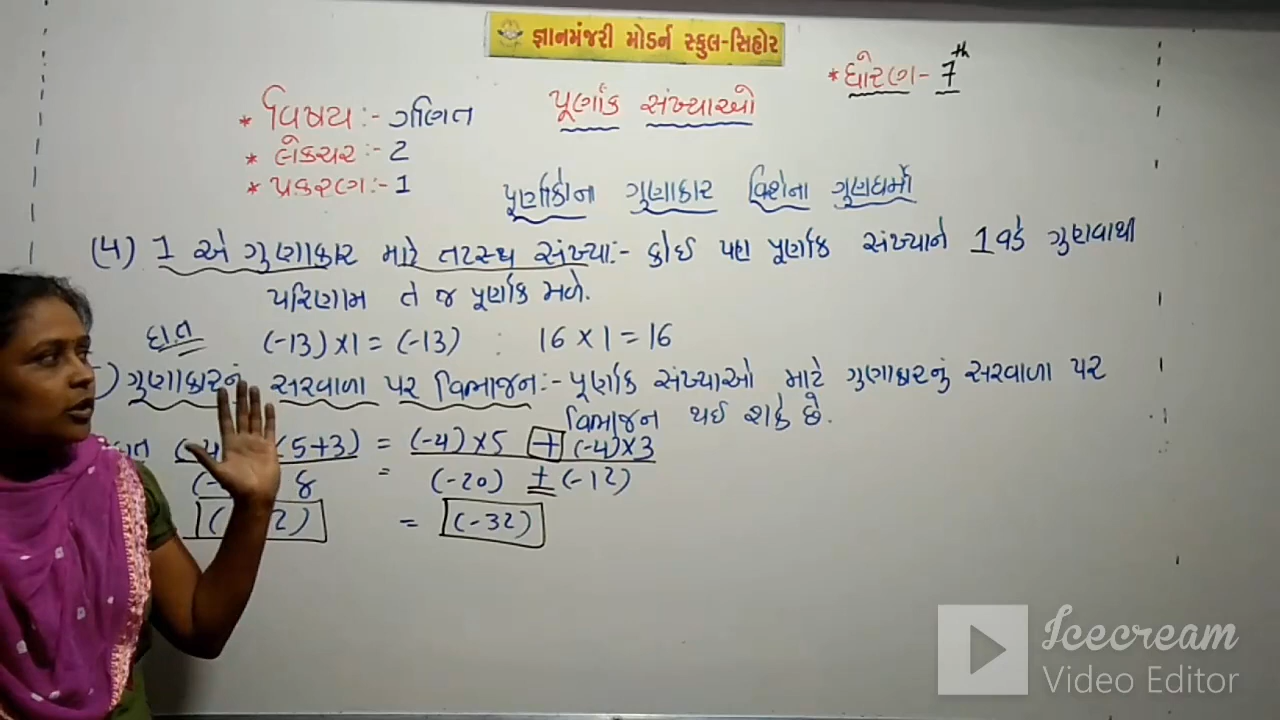 જ્ઞાનમંજરી મોડર્ન સ્કુલ-સિહોર
* ધોરણ- 7th
પૂર્ણાંક સંખ્યાઓ
* વિષય :- ગણિત
* લેકચર :- 2
* પ્રકરણ :- 1
પૂર્ણાંકોના ગુણાકાર વિશેના ગુણધર્મો
(4) 1 એ ગુણાકાર માટે તટસ્થ સંખ્યા:- કોઈ પણ પૂર્ણાંક સંખ્યાને 1 વડે ગુણવાથી
પરિણામ તે જ પૂર્ણાંક મળે.
દા.ત (-13) × 1 = (-13) : 16 × 1 = 16
) ગુણાકારનું સરવાળા પર વિભાજન:- પૂર્ણાંક સંખ્યાઓ માટે ગુણાકારનું સરવાળા પર
વિભાજન થઈ શકે છે.
(5+3) = (-4) × 5 + (-4) × 3
8 = (-20) + (-12)
= (-32)
Icecream
Video Editor